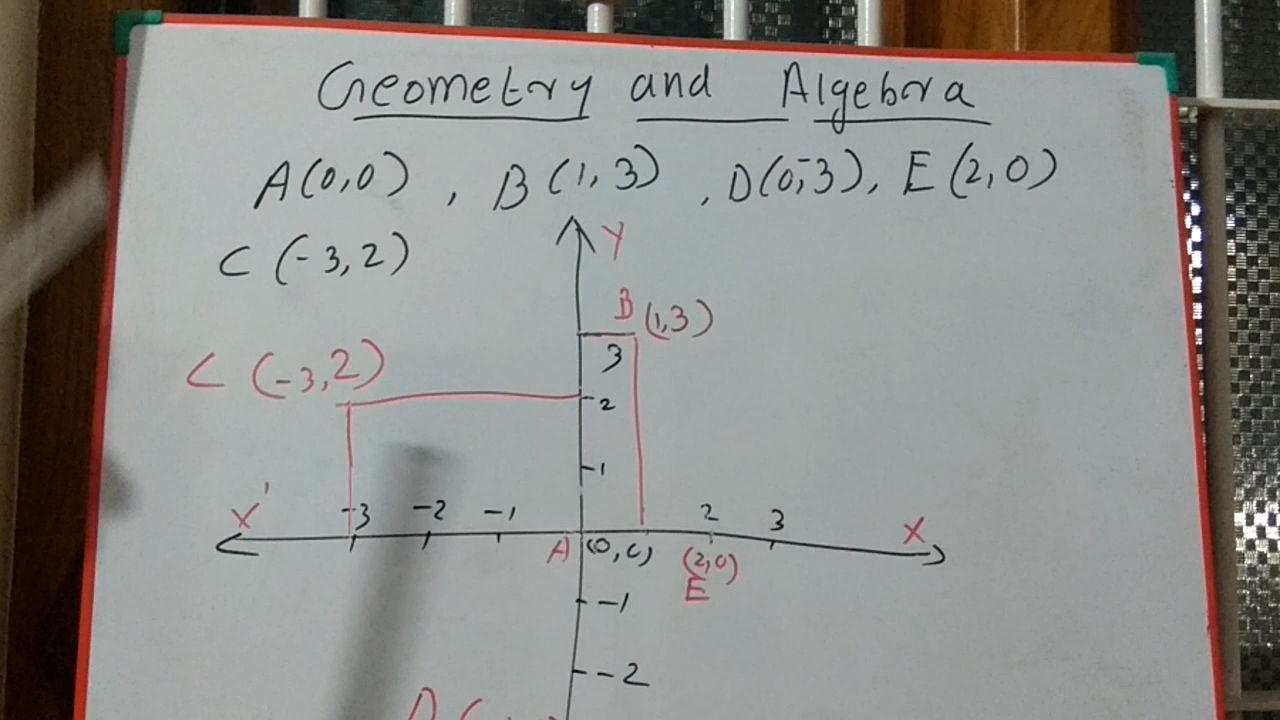 Geometry and Algebra
A(0,0) , B(1,3) , D(0,-3), E(2,0)
C (-3,2)
Y
B (1,3)
C (-3,2)
3
2
1
X' -3 -2 -1 2 3 X
A (0,0) (2,0)
E
-1
-2
D (